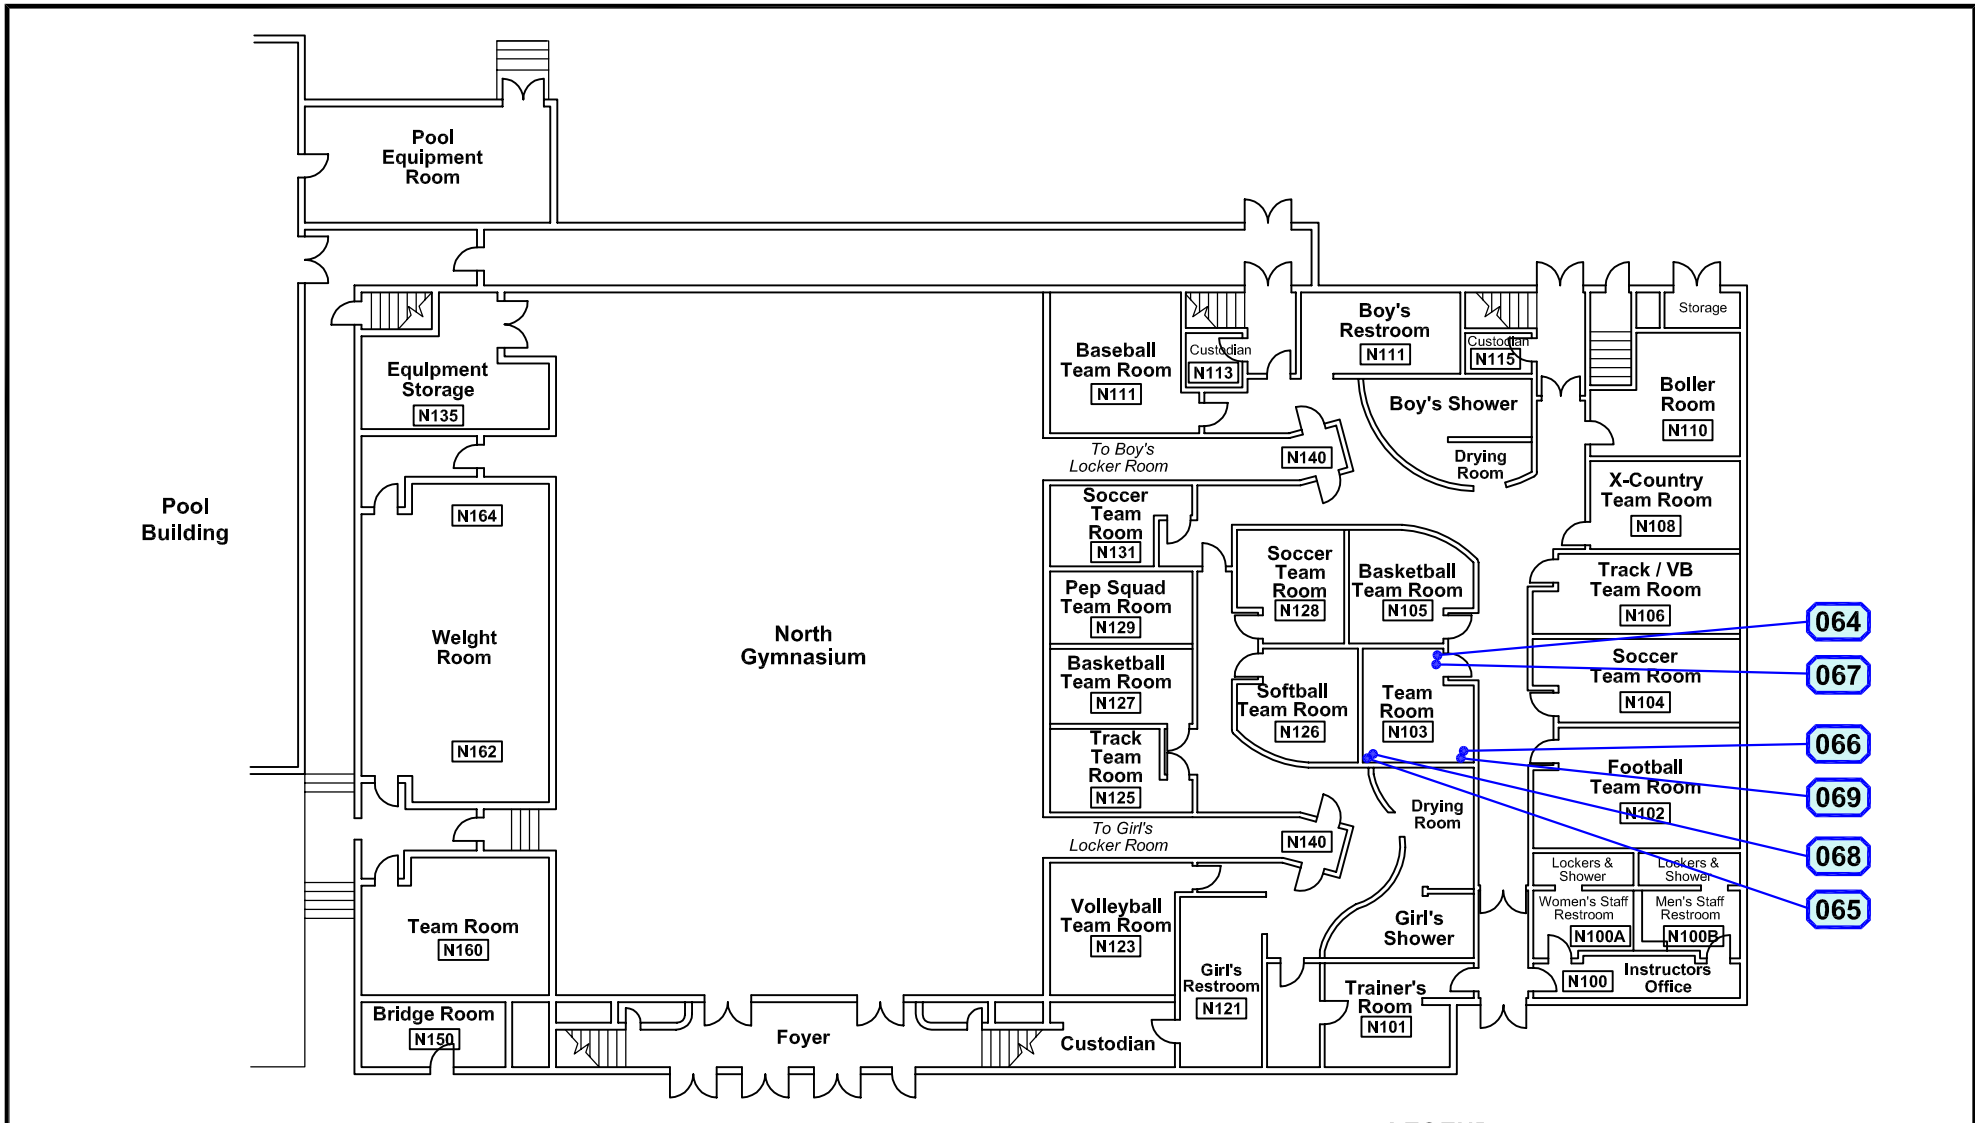 Pool
Equipment
Room
Storage
Boy's
Restroom
N111
Custodian
N115
Baseball
Team Room
N111
Custodian
N113
Equlpment
Storage
N135
Boller
Room
N110
Boy's Shower
Drying
Room
To Boy's
Locker Room
N140
X-Country
Team Room
N108
Pool
Building
N164
Soccer
Team
Room
N131
Soccer
Team
Room
N128
Basketball
Team Room
N105
Track / VB
Team Room
N106
Pep Squad
Team Room
N129
064
Welght
Room
North
Gymnasium
Basketball
Team Room
N127
Softball
Team Room
N126
Team
Room
N103
Soccer
Team Room
N104
067
N162
Track
Team
Room
N125
066
Football
Team Room
N102
069
Drying
Room
To Girl's
Locker Room
N140
068
Lockers &
Shower
Lockers &
Shower
Women's Staff
Restroom
N100A
Men's Staff
Restroom
N100B
065
Team Room
N160
Volleyball
Team Room
N123
Girl's
Shower
Girl's
Restroom
N121
Trainer's
Room
N101
N100
Instructors
Office
Bridge Room
N150
Foyer
Custodian